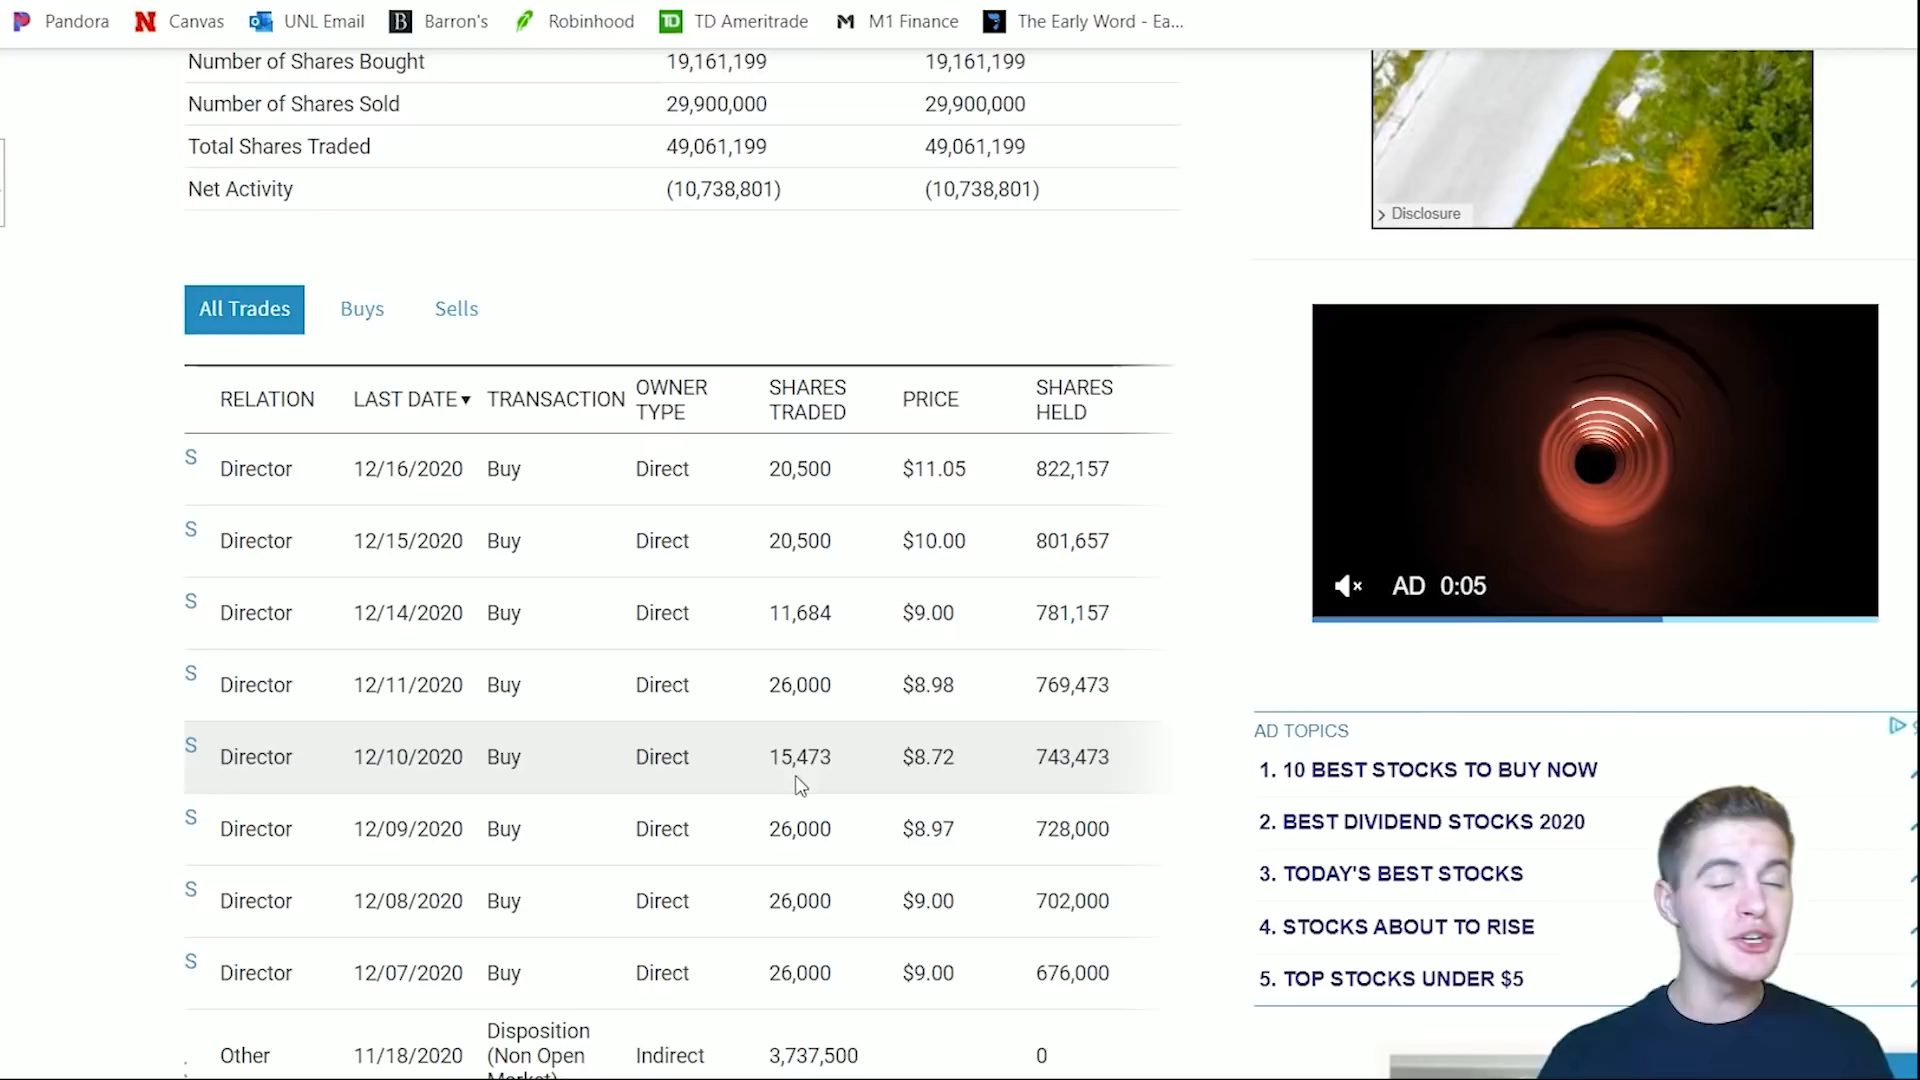 Pandora Canvas UNL Email Barron's Robinhood TD Ameritrade M1 Finance The Early Word - Ea...
Number of Shares Bought 19,161,199 19,161,199
Number of Shares Sold 29,900,000 29,900,000
Total Shares Traded 49,061,199 49,061,199
Net Activity (10,738,801) (10,738,801)
> Disclosure
All Trades Buys Sells
RELATION LAST DATE TRANSACTION OWNER TYPE SHARES TRADED PRICE SHARES HELD
S Director 12/16/2020 Buy Direct 20,500 $11.05 822,157
S Director 12/15/2020 Buy Direct 20,500 $10.00 801,657
S Director 12/14/2020 Buy Direct 11,684 $9.00 781,157
S Director 12/11/2020 Buy Direct 26,000 $8.98 769,473
S Director 12/10/2020 Buy Direct 15,473 $8.72 743,473
S Director 12/09/2020 Buy Direct 26,000 $8.97 728,000
S Director 12/08/2020 Buy Direct 26,000 $9.00 702,000
S Director 12/07/2020 Buy Direct 26,000 $9.00 676,000
Other 11/18/2020 Disposition (Non Open Market) Indirect 3,737,500 0
AD 0:05
AD TOPICS
1. 10 BEST STOCKS TO BUY NOW
2. BEST DIVIDEND STOCKS 2020
3. TODAY'S BEST STOCKS
4. STOCKS ABOUT TO RISE
5. TOP STOCKS UNDER $5